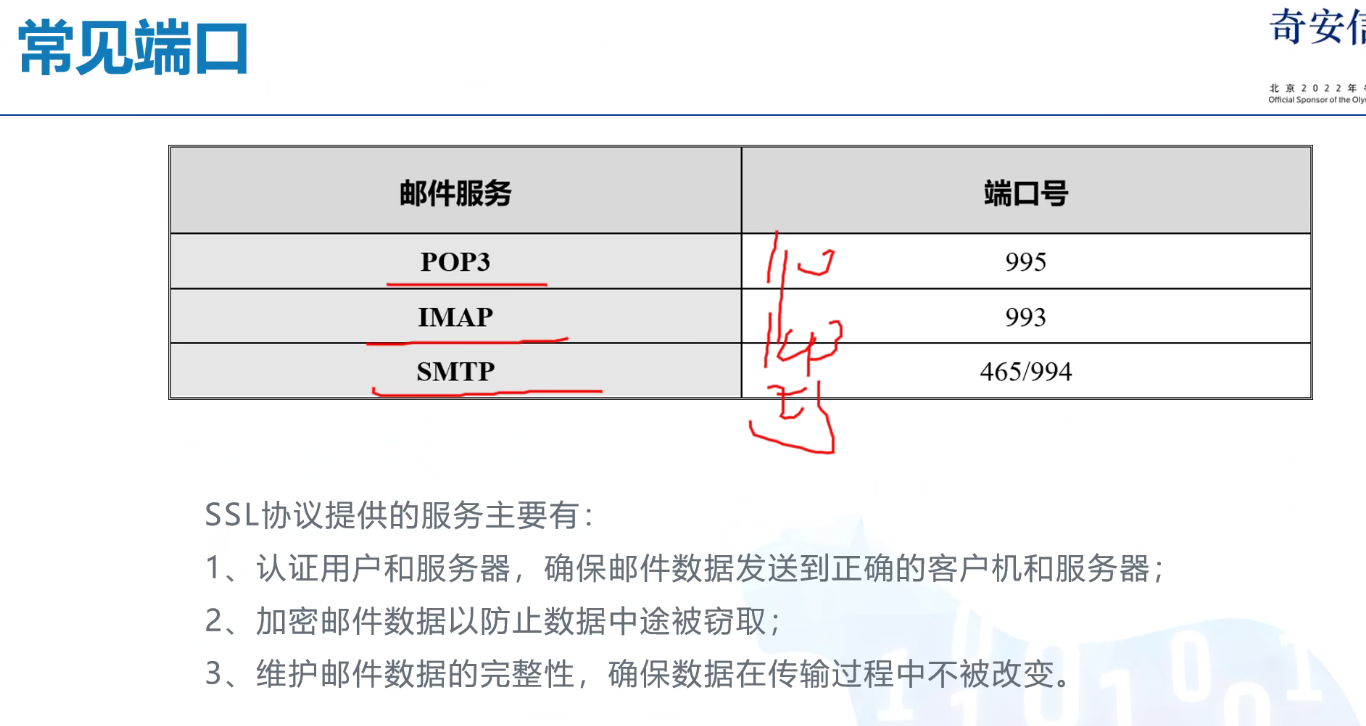 常见端口
奇安信
北京2022年
Official Sponsor of the Oly
邮件服务 端口号
POP3 995
IMAP 993
SMTP 465/994
SSL协议提供的服务主要有：
1、认证用户和服务器，确保邮件数据发送到正确的客户机和服务器；
2、加密邮件数据以防止数据中途被窃取；
3、维护邮件数据的完整性，确保数据在传输过程中不被改变。